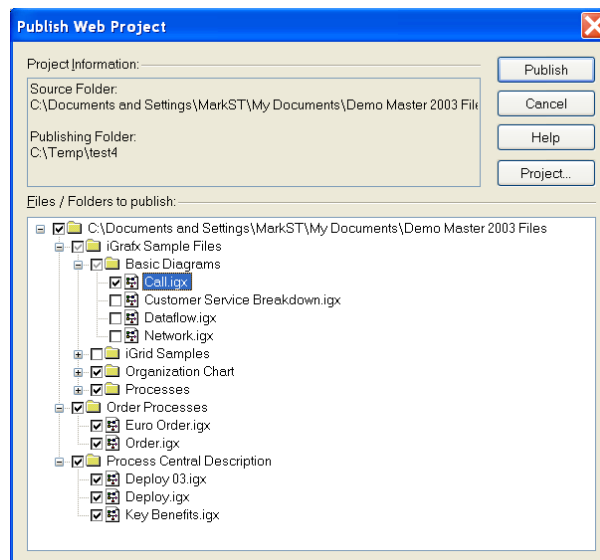 Publish Web Project
Project Information:
Source Folder:
C:\Documents and Settings\MarkST\My Documents\Demo Master 2003 File
Publishing Folder:
C:\Temp\test4
Publish
Cancel
Help
Project...
Files / Folders to publish:
C:\Documents and Settings\MarkST\My Documents\Demo Master 2003 Files
iGrafx Sample Files
Basic Diagrams
Call.igx
Customer Service Breakdown.igx
Dataflow.igx
Network.igx
iGrid Samples
Organization Chart
Processes
Order Processes
Euro Order.igx
Order.igx
Process Central Description
Deploy 03.igx
Deploy.igx
Key Benefits.igx